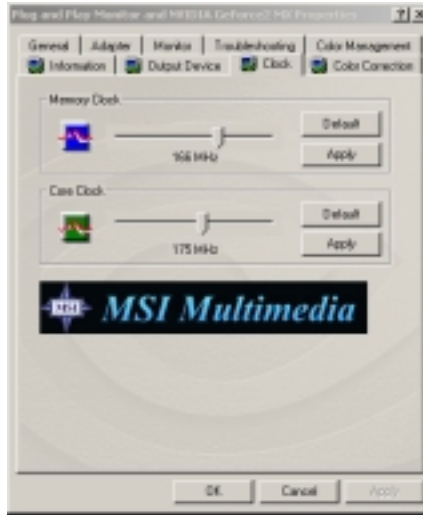 Plug and Play Monitor and NVIDIA GeForce2 MX Properties ? X
General Adapter Monitor Troubleshooting Color Management
Information Output Device Clock Color Correction
Memory Clock
Default
166 MHz
Apply
Core Clock
Default
175 MHz
Apply
MSI MSI Multimedia
OK Cancel Apply